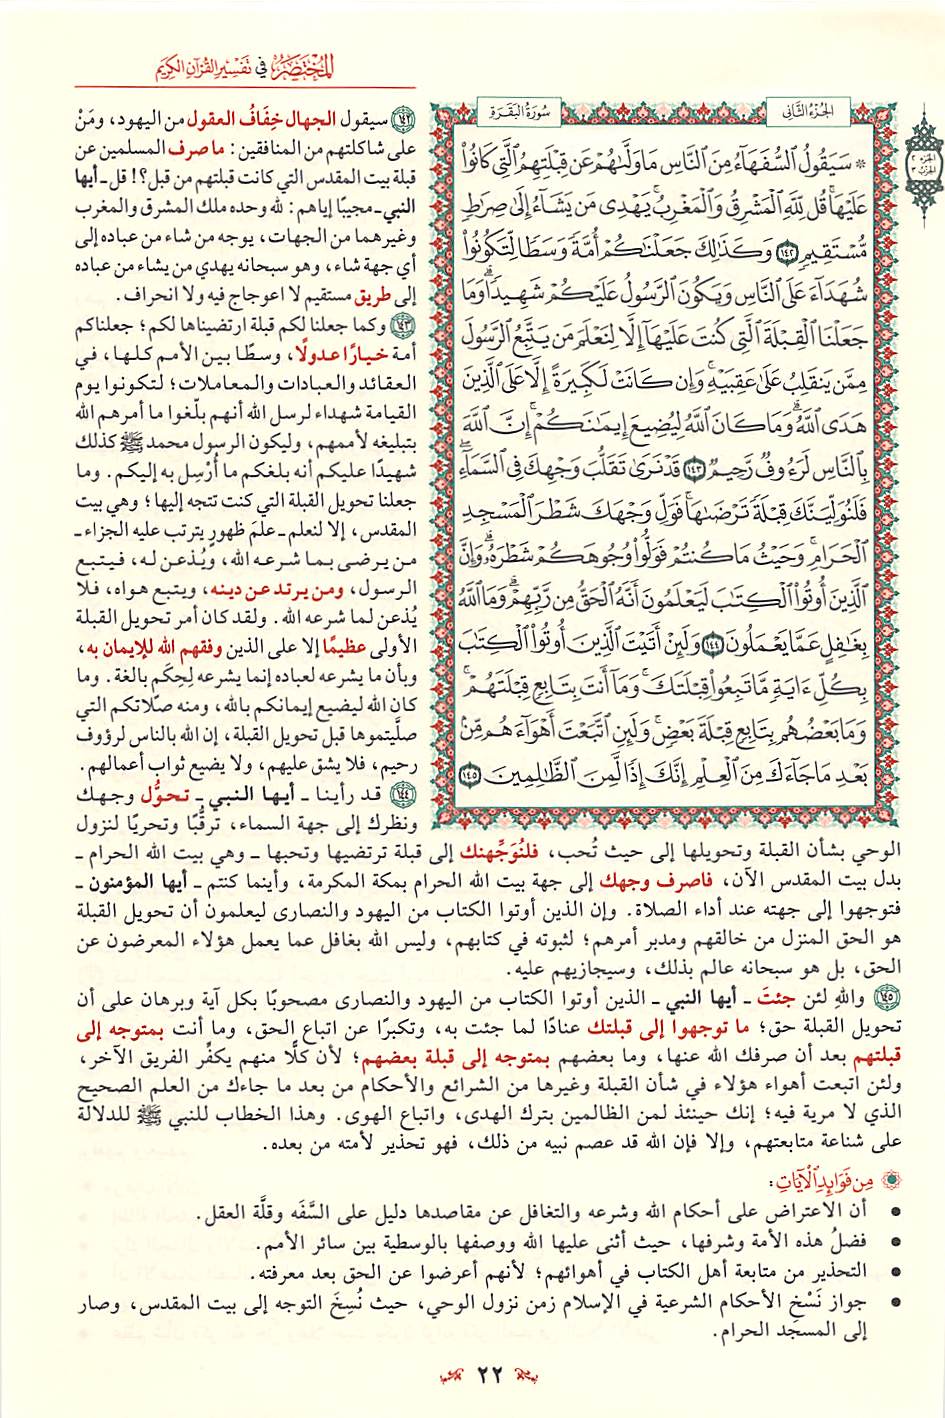 المختصر في تفسير القرآن الكريم
الجزء الثاني
سورة البقرة
الجزء ٢
الحزب ٣
۞ سَيَقُولُ ٱلسُّفَهَآءُ مِنَ ٱلنَّاسِ مَا وَلَّىٰهُمْ عَن قِبْلَتِهِمُ ٱلَّتِى كَانُوا۟
عَلَيْهَا ۚ قُل لِّلَّهِ ٱلْمَشْرِقُ وَٱلْمَغْرِبُ ۚ يَهْدِى مَن يَشَآءُ إِلَىٰ صِرَٰطٍ
مُّسْتَقِيمٍ ١٤٢ وَكَذَٰلِكَ جَعَلْنَٰكُمْ أُمَّةً وَسَطًا لِّتَكُونُوا۟
شُهَدَآءَ عَلَى ٱلنَّاسِ وَيَكُونَ ٱلرَّسُولُ عَلَيْكُمْ شَهِيدًا ۗ وَمَا
جَعَلْنَا ٱلْقِبْلَةَ ٱلَّتِى كُنتَ عَلَيْهَآ إِلَّا لِنَعْلَمَ مَن يَتَّبِعُ ٱلرَّسُولَ
مِمَّن يَنقَلِبُ عَلَىٰ عَقِبَيْهِ ۚ وَإِن كَانَتْ لَكَبِيرَةً إِلَّا عَلَى ٱلَّذِينَ
هَدَى ٱللَّهُ ۗ وَمَا كَانَ ٱللَّهُ لِيُضِيعَ إِيمَٰنَكُمْ ۚ إِنَّ ٱللَّهَ
بِٱلنَّاسِ لَرَءُوفٌ رَّحِيمٌ ١٤٣ قَدْ نَرَىٰ تَقَلُّبَ وَجْهِكَ فِى ٱلسَّمَآءِ ۖ
فَلَنُوَلِّيَنَّكَ قِبْلَةً تَرْضَىٰهَا ۚ فَوَلِّ وَجْهَكَ شَطْرَ ٱلْمَسْجِدِ
ٱلْحَرَامِ ۚ وَحَيْثُ مَا كُنتُمْ فَوَلُّوا۟ وُجُوهَكُمْ شَطْرَهُۥ ۗ وَإِنَّ
ٱلَّذِينَ أُوتُوا۟ ٱلْكِتَٰبَ لَيَعْلَمُونَ أَنَّهُ ٱلْحَقُّ مِن رَّبِّهِمْ ۗ وَمَا ٱللَّهُ
بِغَٰفِلٍ عَمَّا يَعْمَلُونَ ١٤٤ وَلَئِنْ أَتَيْتَ ٱلَّذِينَ أُوتُوا۟ ٱلْكِتَٰبَ
بِكُلِّ ءَايَةٍ مَّا تَبِعُوا۟ قِبْلَتَكَ ۚ وَمَآ أَنتَ بِتَابِعٍ قِبْلَتَهُمْ ۚ
وَمَا بَعْضُهُم بِتَابِعٍ قِبْلَةَ بَعْضٍ ۚ وَلَئِنِ ٱتَّبَعْتَ أَهْوَآءَهُم مِّنۢ
بَعْدِ مَا جَآءَكَ مِنَ ٱلْعِلْمِ ۙ إِنَّكَ إِذًا لَّمِنَ ٱلظَّٰلِمِينَ ١٤٥
١٤٢ سيقول الجهال خِفَافُ العقول من اليهود، ومَنْ
على شاكلتهم من المنافقين: ما صرف المسلمين عن
قبلة بيت المقدس التي كانت قبلتهم من قبل؟! قل ـ أيها
النبي ـ مجيبًا إياهم: لله وحده ملك المشرق والمغرب
وغيرهما من الجهات، يوجه من شاء من عباده إلى
أي جهة شاء، وهو سبحانه يهدي من يشاء من عباده
إلى طريق مستقيم لا اعوجاج فيه ولا انحراف.
١٤٣ وكما جعلنا لكم قبلة ارتضيناها لكم؛ جعلناكم
أمة خيارًا عدولًا، وسطًا بين الأمم كلها، في
العقائد والعبادات والمعاملات؛ لتكونوا يوم
القيامة شهداء لرسل الله أنهم بلّغوا ما أمرهم الله
بتبليغه لأممهم، وليكون الرسول محمد ﷺ كذلك
شهيدًا عليكم أنه بلغكم ما أُرْسِل به إليكم. وما
جعلنا تحويل القبلة التي كنت تتجه إليها؛ وهي بيت
المقدس، إلا لنعلم ـ علمَ ظهورٍ يترتب عليه الجزاء ـ
من يرضى بما شرعه الله، ويُذعن له، فيتبع
الرسول، ومن يرتد عن دينه، ويتبع هواه، فلا
يُذعن لما شرعه الله. ولقد كان أمر تحويل القبلة
الأولى عظيمًا إلا على الذين وفقهم الله للإيمان به،
وبأن ما يشرعه لعباده إنما يشرعه لِحِكَم بالغة. وما
كان الله ليضيع إيمانكم بالله، ومنه صلاتكم التي
صلَّيتموها قبل تحويل القبلة، إن الله بالناس لرؤوف
رحيم، فلا يشق عليهم، ولا يضيع ثواب أعمالهم.
١٤٤ قد رأينا ـ أيها النبي ـ تحوُّل وجهك
ونظرك إلى جهة السماء، ترقُّبًا وتحريًا لنزول
الوحي بشأن القبلة وتحويلها إلى حيث تُحب، فلنُوَجِّهنك إلى قبلة ترتضيها وتحبها ـ وهي بيت الله الحرام ـ
بدل بيت المقدس الآن، فاصرف وجهك إلى جهة بيت الله الحرام بمكة المكرمة، وأينما كنتم ـ أيها المؤمنون ـ
فتوجهوا إلى جهته عند أداء الصلاة. وإن الذين أوتوا الكتاب من اليهود والنصارى ليعلمون أن تحويل القبلة
هو الحق المنزل من خالقهم ومدبر أمرهم؛ لثبوته في كتابهم، وليس الله بغافل عما يعمل هؤلاء المعرضون عن
الحق، بل هو سبحانه عالم بذلك، وسيجازيهم عليه.
١٤٥ واللهِ لئن جئتَ ـ أيها النبي ـ الذين أوتوا الكتاب من اليهود والنصارى مصحوبًا بكل آية وبرهان على أن
تحويل القبلة حق؛ ما توجهوا إلى قبلتك عنادًا لما جئت به، وتكبرًا عن اتباع الحق، وما أنت بمتوجه إلى
قبلتهم بعد أن صرفك الله عنها، وما بعضهم بمتوجه إلى قبلة بعضهم؛ لأن كلًّا منهم يكفِّر الفريق الآخر،
ولئن اتبعت أهواء هؤلاء في شأن القبلة وغيرها من الشرائع والأحكام من بعد ما جاءك من العلم الصحيح
الذي لا مرية فيه؛ إنك حينئذ لمن الظالمين بترك الهدى، واتباع الهوى. وهذا الخطاب للنبي ﷺ للدلالة
على شناعة متابعتهم، وإلا فإن الله قد عصم نبيه من ذلك، فهو تحذير لأمته من بعده.
من فوائد الآيات:
• أن الاعتراض على أحكام الله وشرعه والتغافل عن مقاصدها دليل على السَّفَه وقلَّة العقل.
• فضلُ هذه الأمة وشرفها، حيث أثنى عليها الله ووصفها بالوسطية بين سائر الأمم.
• التحذير من متابعة أهل الكتاب في أهوائهم؛ لأنهم أعرضوا عن الحق بعد معرفته.
• جواز نَسْخِ الأحكام الشرعية في الإسلام زمن نزول الوحي، حيث نُسِخَ التوجه إلى بيت المقدس، وصار
إلى المسجد الحرام.
٢٢